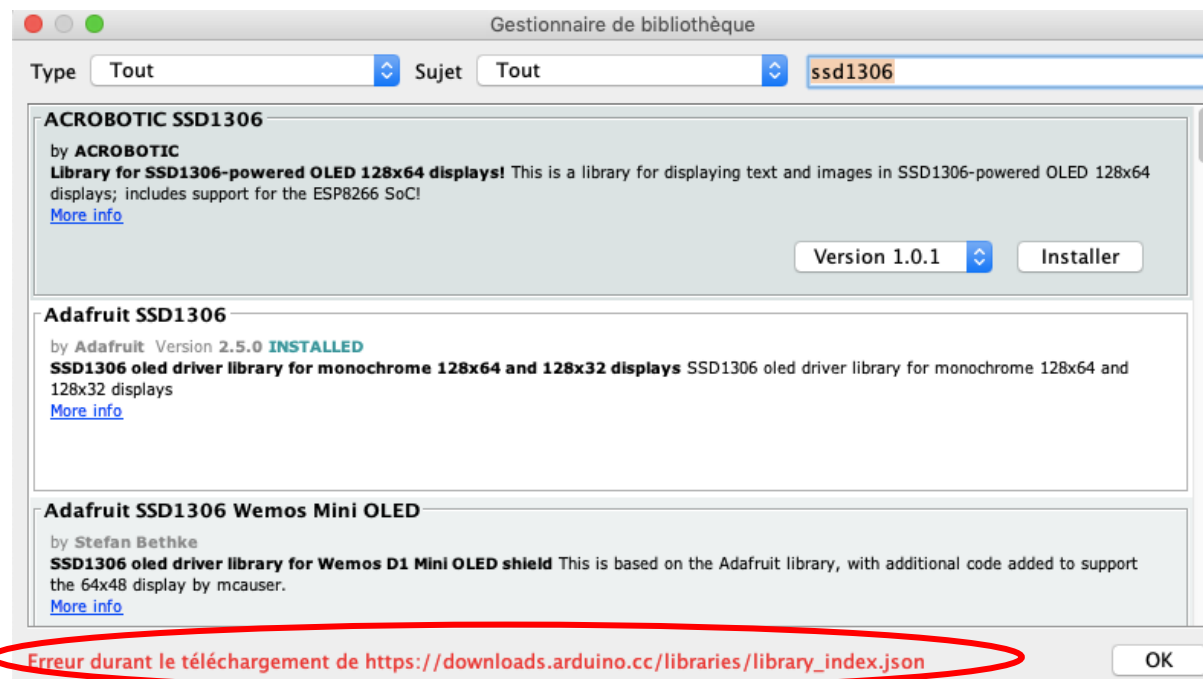 Gestionnaire de bibliothèque
Type Tout Sujet Tout ssd1306
ACROBOTIC SSD1306
by ACROBOTIC
Library for SSD1306-powered OLED 128x64 displays! This is a library for displaying text and images in SSD1306-powered OLED 128x64
displays; includes support for the ESP8266 SoC!
More info
Version 1.0.1 Installer
Adafruit SSD1306
by Adafruit Version 2.5.0 INSTALLED
SSD1306 oled driver library for monochrome 128x64 and 128x32 displays SSD1306 oled driver library for monochrome 128x64 and
128x32 displays
More info
Adafruit SSD1306 Wemos Mini OLED
by Stefan Bethke
SSD1306 oled driver library for Wemos D1 Mini OLED shield This is based on the Adafruit library, with additional code added to support
the 64x48 display by mcauser.
More info
Erreur durant le téléchargement de https://downloads.arduino.cc/libraries/library_index.json OK